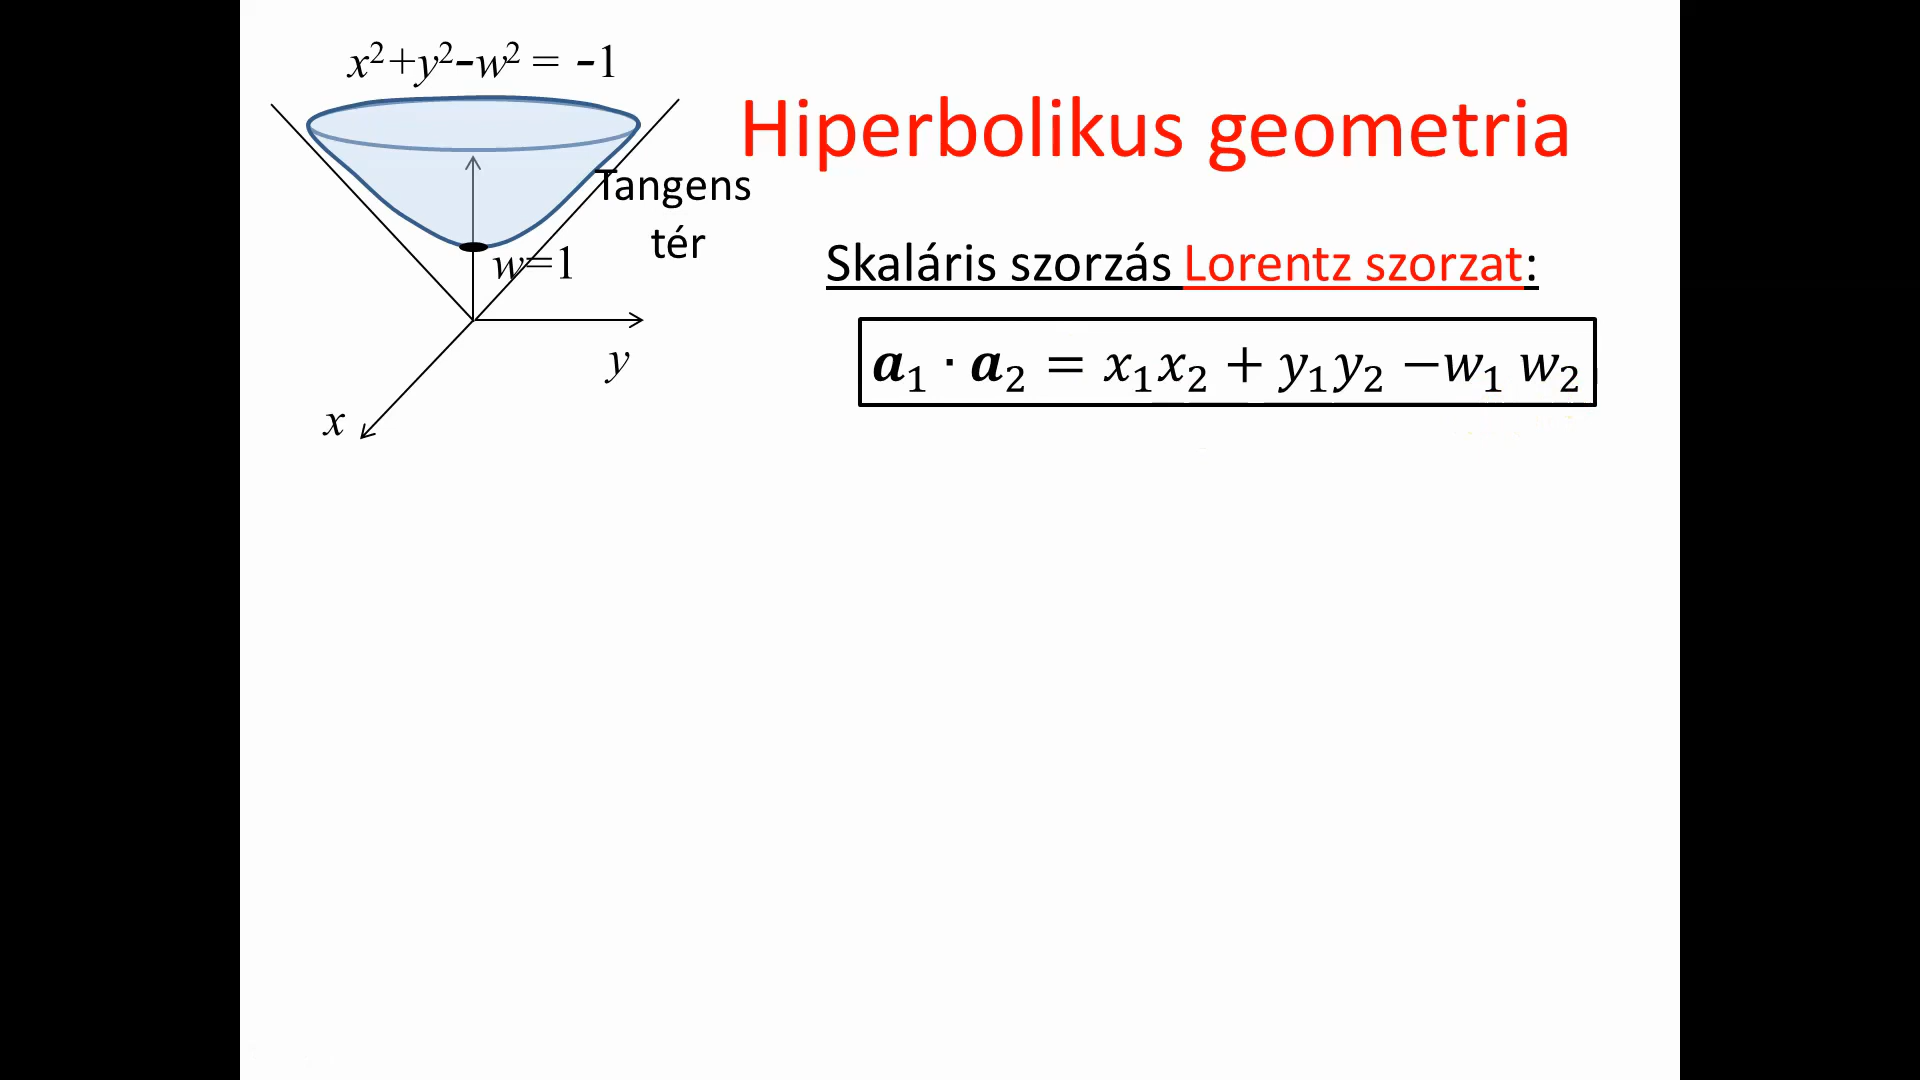 x²+y²-w² = -1
Hiperbolikus geometria
Tangens
tér
w=1
Skaláris szorzás Lorentz szorzat:
𝒂₁ · 𝒂₂ = x₁x₂ + y₁y₂ −w₁ w₂
y
x